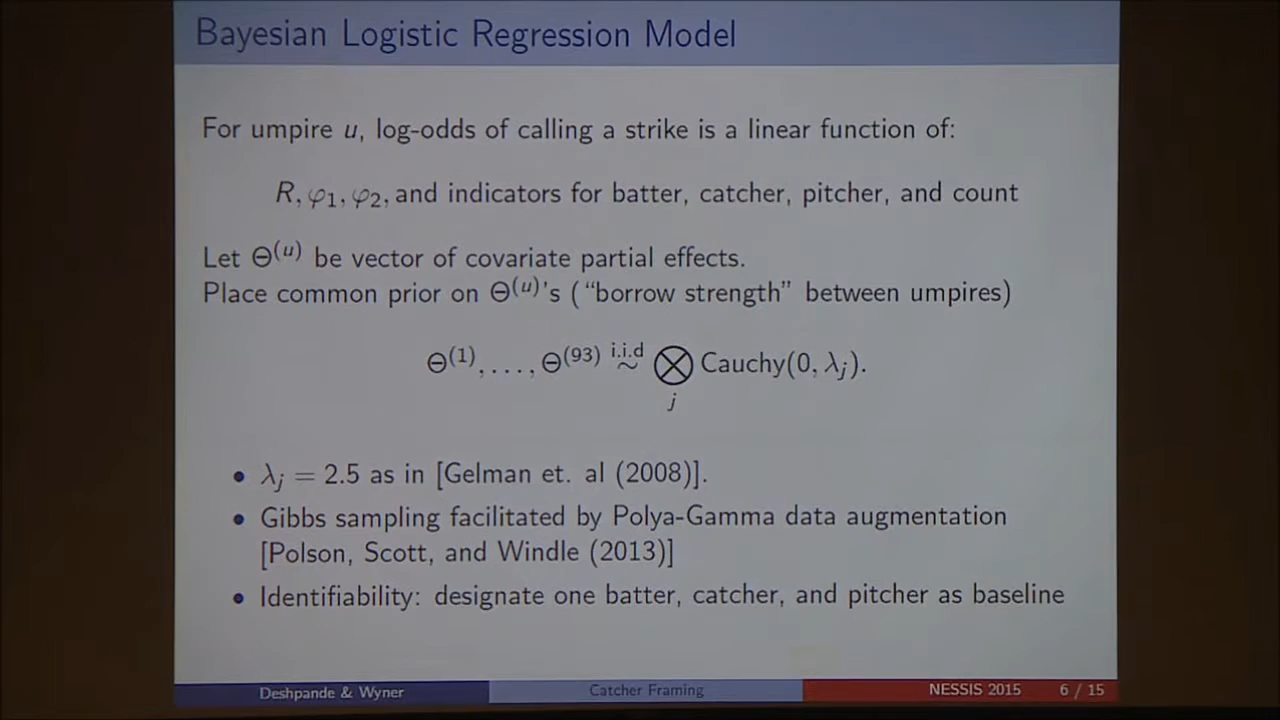 Bayesian Logistic Regression Model
For umpire u, log-odds of calling a strike is a linear function of:
R, φ₁, φ₂, and indicators for batter, catcher, pitcher, and count
Let Θ⁽ᵘ⁾ be vector of covariate partial effects.
Place common prior on Θ⁽ᵘ⁾'s (“borrow strength” between umpires)
Θ⁽¹⁾, . . . , Θ⁽⁹³⁾ i.i.d ∼ ⨂ⱼ Cauchy(0, λⱼ).
• λⱼ = 2.5 as in [Gelman et. al (2008)].
• Gibbs sampling facilitated by Polya-Gamma data augmentation
[Polson, Scott, and Windle (2013)]
• Identifiability: designate one batter, catcher, and pitcher as baseline
Deshpande & Wyner Catcher Framing NESSIS 2015 6 / 15